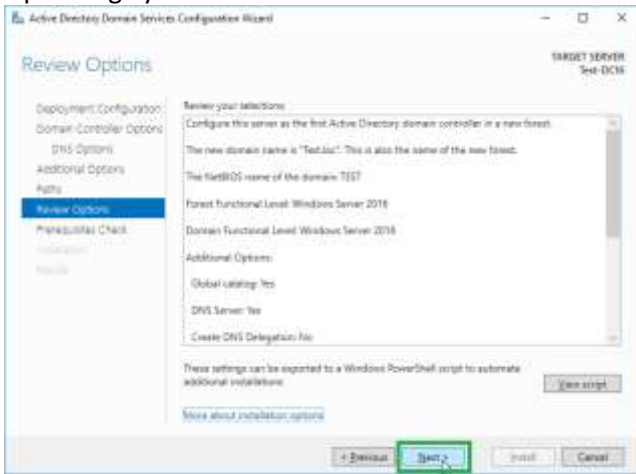 Active Directory Domain Services Configuration Wizard
Review Options
TARGET SERVER
Test-DC16
Deployment Configuration
Domain Controller Options
DNS Options
Additional Options
Paths
Review Options
Prerequisites Check
Installation
Results
Review your selections:
Configure this server as the first Active Directory domain controller in a new forest.
The new domain name is "Test.loc". This is also the name of the new forest.
The NetBIOS name of the domain: TEST
Forest Functional Level: Windows Server 2016
Domain Functional Level: Windows Server 2016
Additional Options:
Global catalog: Yes
DNS Server: Yes
Create DNS Delegation: No
These settings can be exported to a Windows PowerShell script to automate
additional installations
View script
More about installation options
< Previous
Next >
Install
Cancel